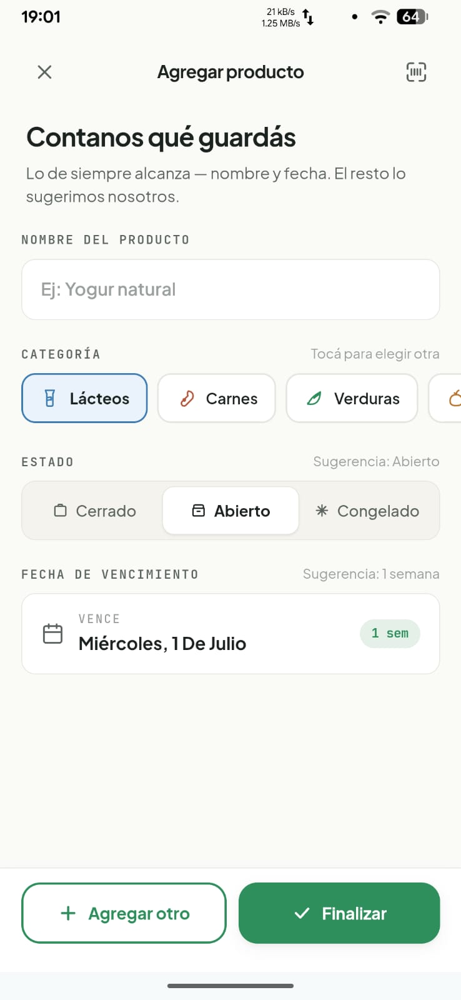 19:01
21 kB/s
1.25 MB/s
64
Agregar producto
Contanos qué guardás
Lo de siempre alcanza — nombre y fecha. El resto lo
sugerimos nosotros.
NOMBRE DEL PRODUCTO
Ej: Yogur natural
CATEGORÍA
Tocá para elegir otra
Lácteos
Carnes
Verduras
ESTADO
Sugerencia: Abierto
Cerrado
Abierto
Congelado
FECHA DE VENCIMIENTO
Sugerencia: 1 semana
VENCE
Miércoles, 1 De Julio
1 sem
Agregar otro
Finalizar